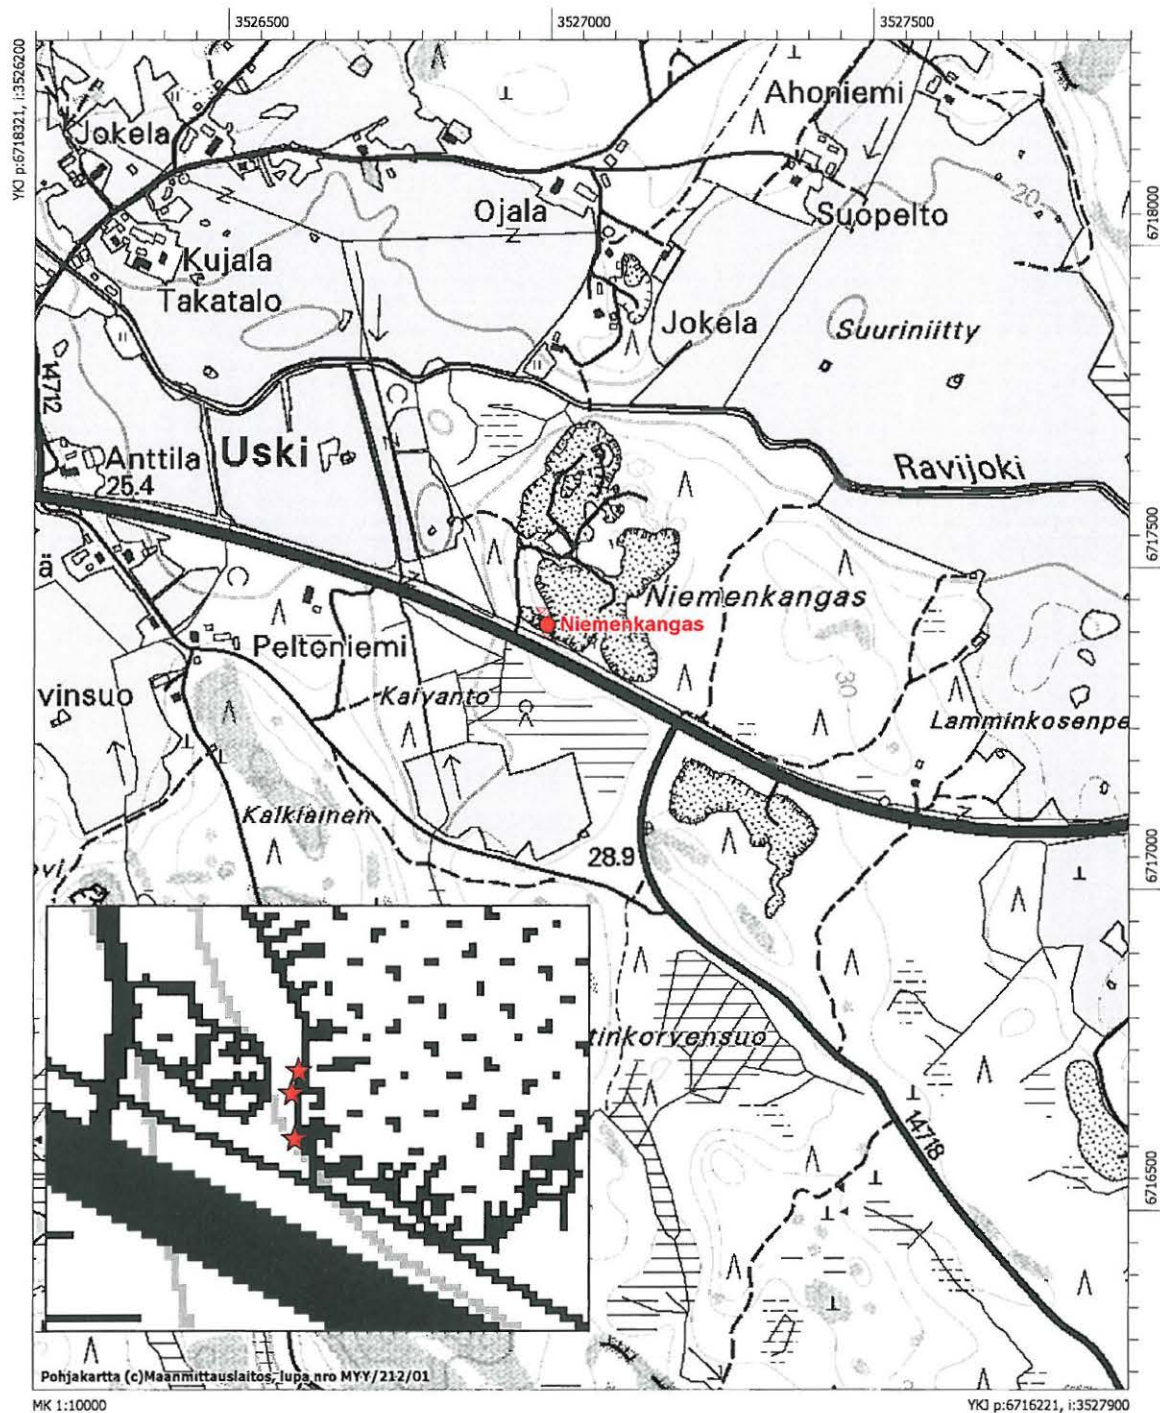 3526500
3527000
3527500
YKJ p:6718321, i:3526200
Ahoniemi
Jokela
20
6718000
Ojala
Suopelto
Kujala
Takatalo
Jokela
Suuriniitty
14712
Anttila
25.4
Uski
Ravijoki
6717500
ä
Niemenkangas
Niemenkangas
Peltoniemi
30
vinsuo
Kaivanto
Lamminkosenpe
Kalkiainen
28.9
6717000
ovi
tinkorvensuo
14718
6716500
Pohjakartta (c)Maanmittauslaitos, lupa nro MYY/212/01
MK 1:10000
YKJ p:6716221, i:3527900